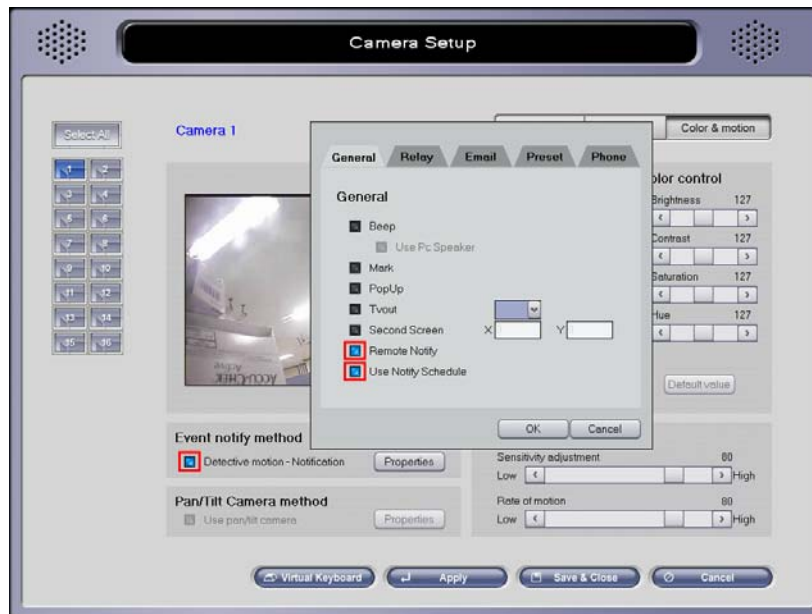 Camera Setup
Select All
1 2
3 4
5 6
7 8
9 10
11 12
13 14
15 16
Camera 1
Color & motion
General Relay Email Preset Phone
General
Beep
Use Pc Speaker
Mark
PopUp
Tvout
Second Screen X Y
Remote Notify
Use Notify Schedule
OK Cancel
Brightness 127
Contrast 127
Saturation 127
Hue 127
Default value
Event notify method
Detective motion - Notification Properties
Pan/Tilt Camera method
Use pan/tilt camera Properties
Sensitivity adjustment 80
Low High
Rate of motion 80
Low High
Virtual Keyboard Apply Save & Close Cancel